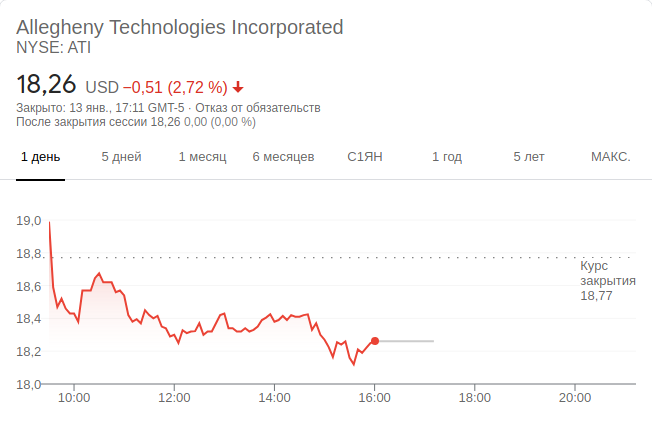 Allegheny Technologies Incorporated
NYSE: ATI
18,26 USD −0,51 (2,72 %)
Закрыто: 13 янв., 17:11 GMT-5 · Отказ от обязательств
После закрытия сессии 18,26 0,00 (0,00 %)
1 день 5 дней 1 месяц 6 месяцев С1ЯН 1 год 5 лет МАКС.
19,0
18,8
Курс
закрытия
18,77
18,6
18,4
18,2
18,0
10:00 12:00 14:00 16:00 18:00 20:00